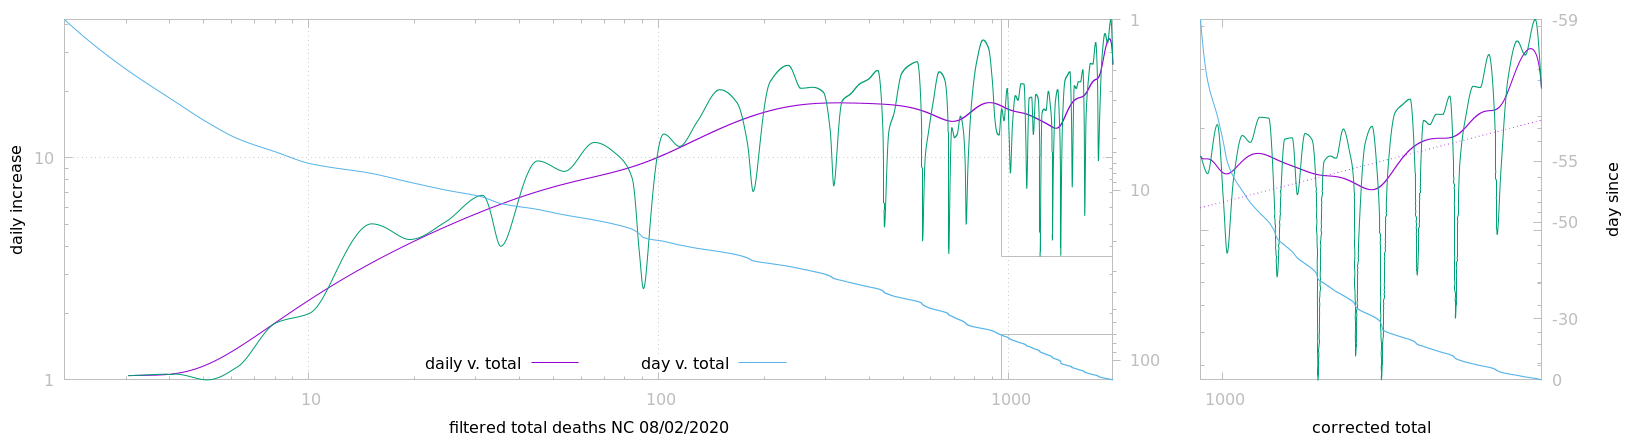 daily increase
10
1
daily v. total
day v. total
10
100
1000
1
10
100
filtered total deaths NC 08/02/2020
1000
-59
-55
-50
-30
0
day since
corrected total